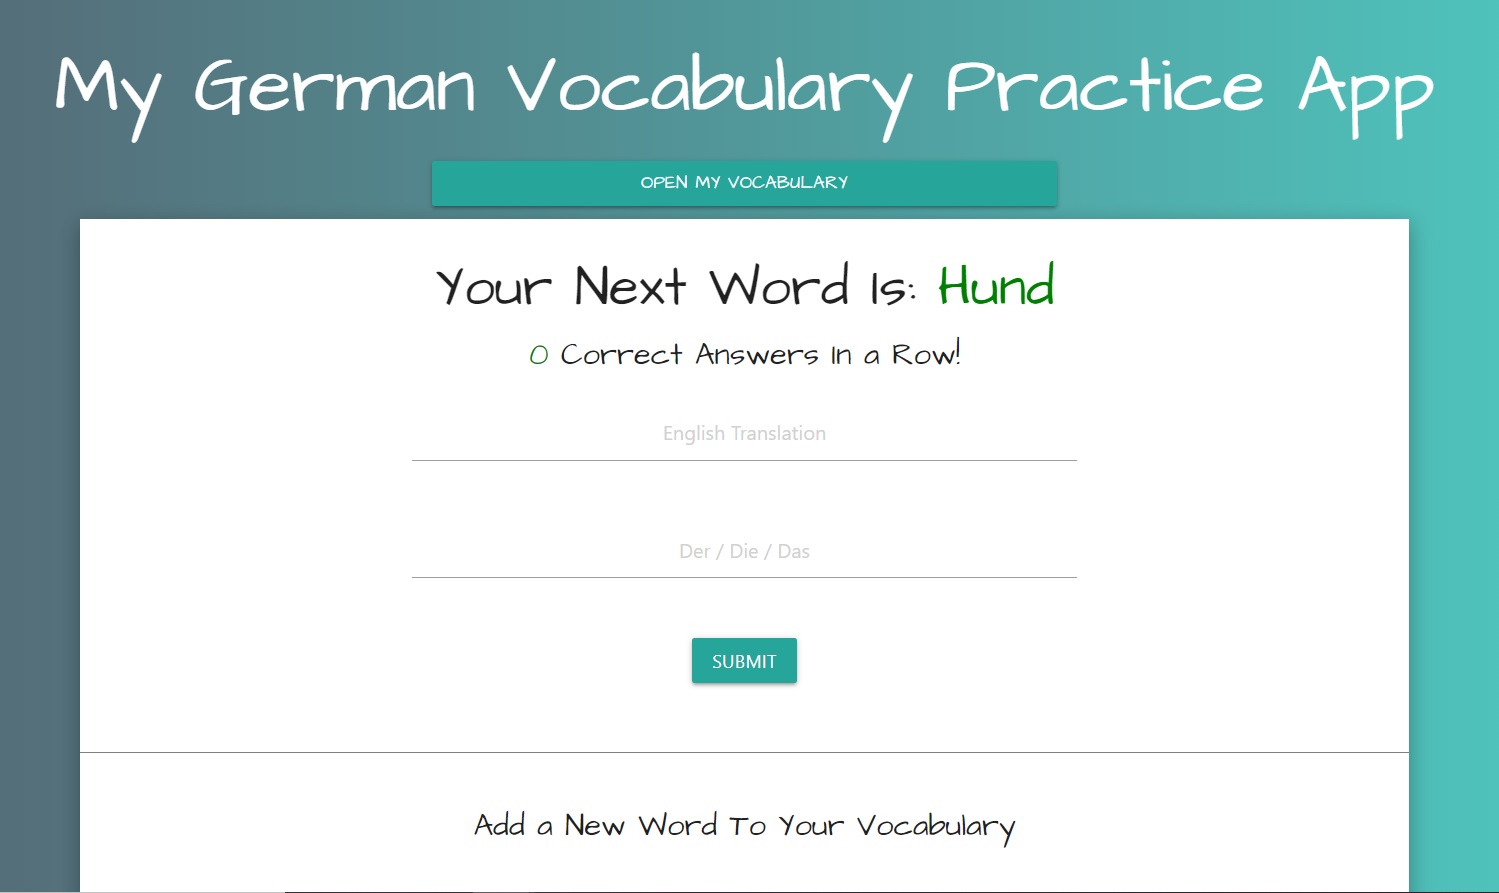 My German Vocabulary Practice App
OPEN MY VOCABULARY
Your Next Word Is: Hund
0 Correct Answers In a Row!
English Translation
Der / Die / Das
SUBMIT
Add a New Word To Your Vocabulary